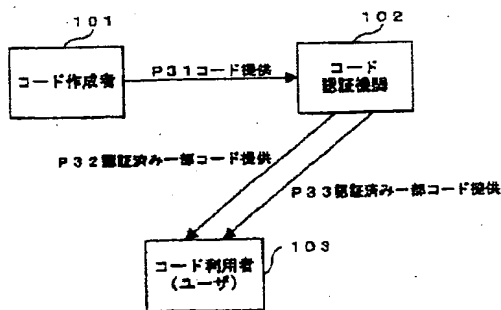 101
102
コード作成者
P31コード提供
コード
認証機関
P32認証済み一部コード提供
P33認証済み一部コード提供
103
コード利用者
(ユーザ)